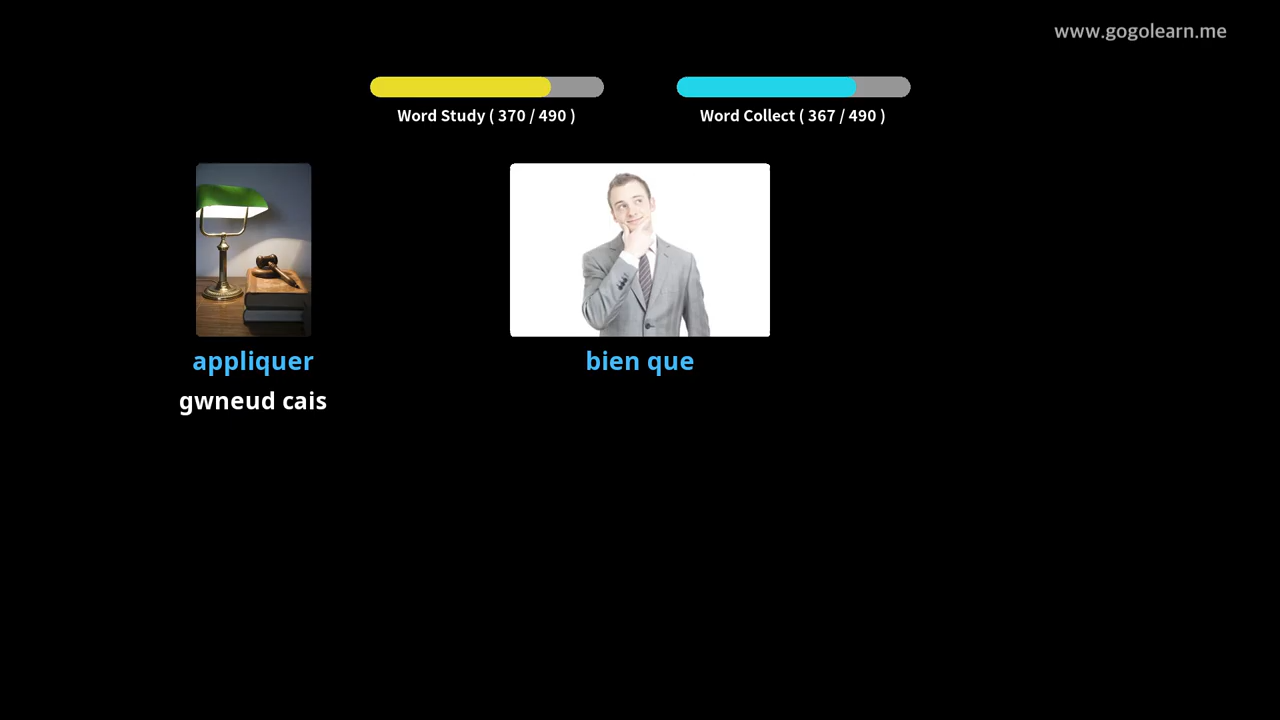 www.gogolearn.me
Word Study ( 370 / 490 )
Word Collect ( 367 / 490 )
appliquer
bien que
gwneud cais